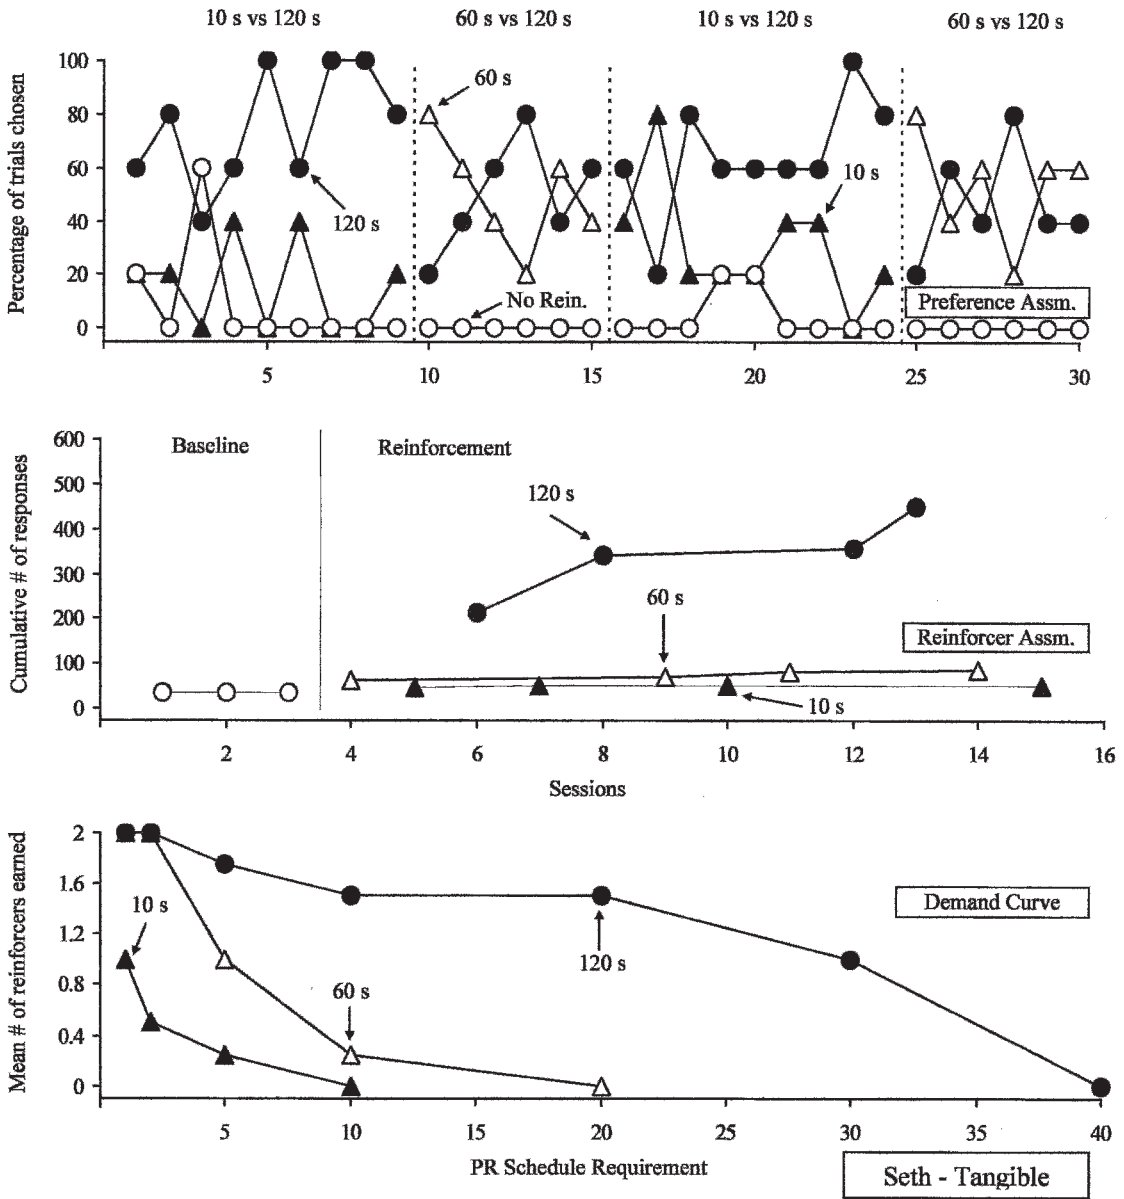 10 s vs 120 s 60 s vs 120 s 10 s vs 120 s 60 s vs 120 s
Percentage of trials chosen
100
80
60
40
20
0
60 s
120 s
No Rein.
10 s
Preference Assm.
5 10 15 20 25 30
Cumulative # of responses
600
500
400
300
200
100
0
Baseline Reinforcement
120 s
60 s
10 s
Reinforcer Assm.
2 4 6 8 10 12 14 16
Sessions
Mean # of reinforcers earned
2
1.6
1.2
0.8
0.4
0
10 s
60 s
120 s
Demand Curve
5 10 15 20 25 30 35 40
PR Schedule Requirement
Seth - Tangible